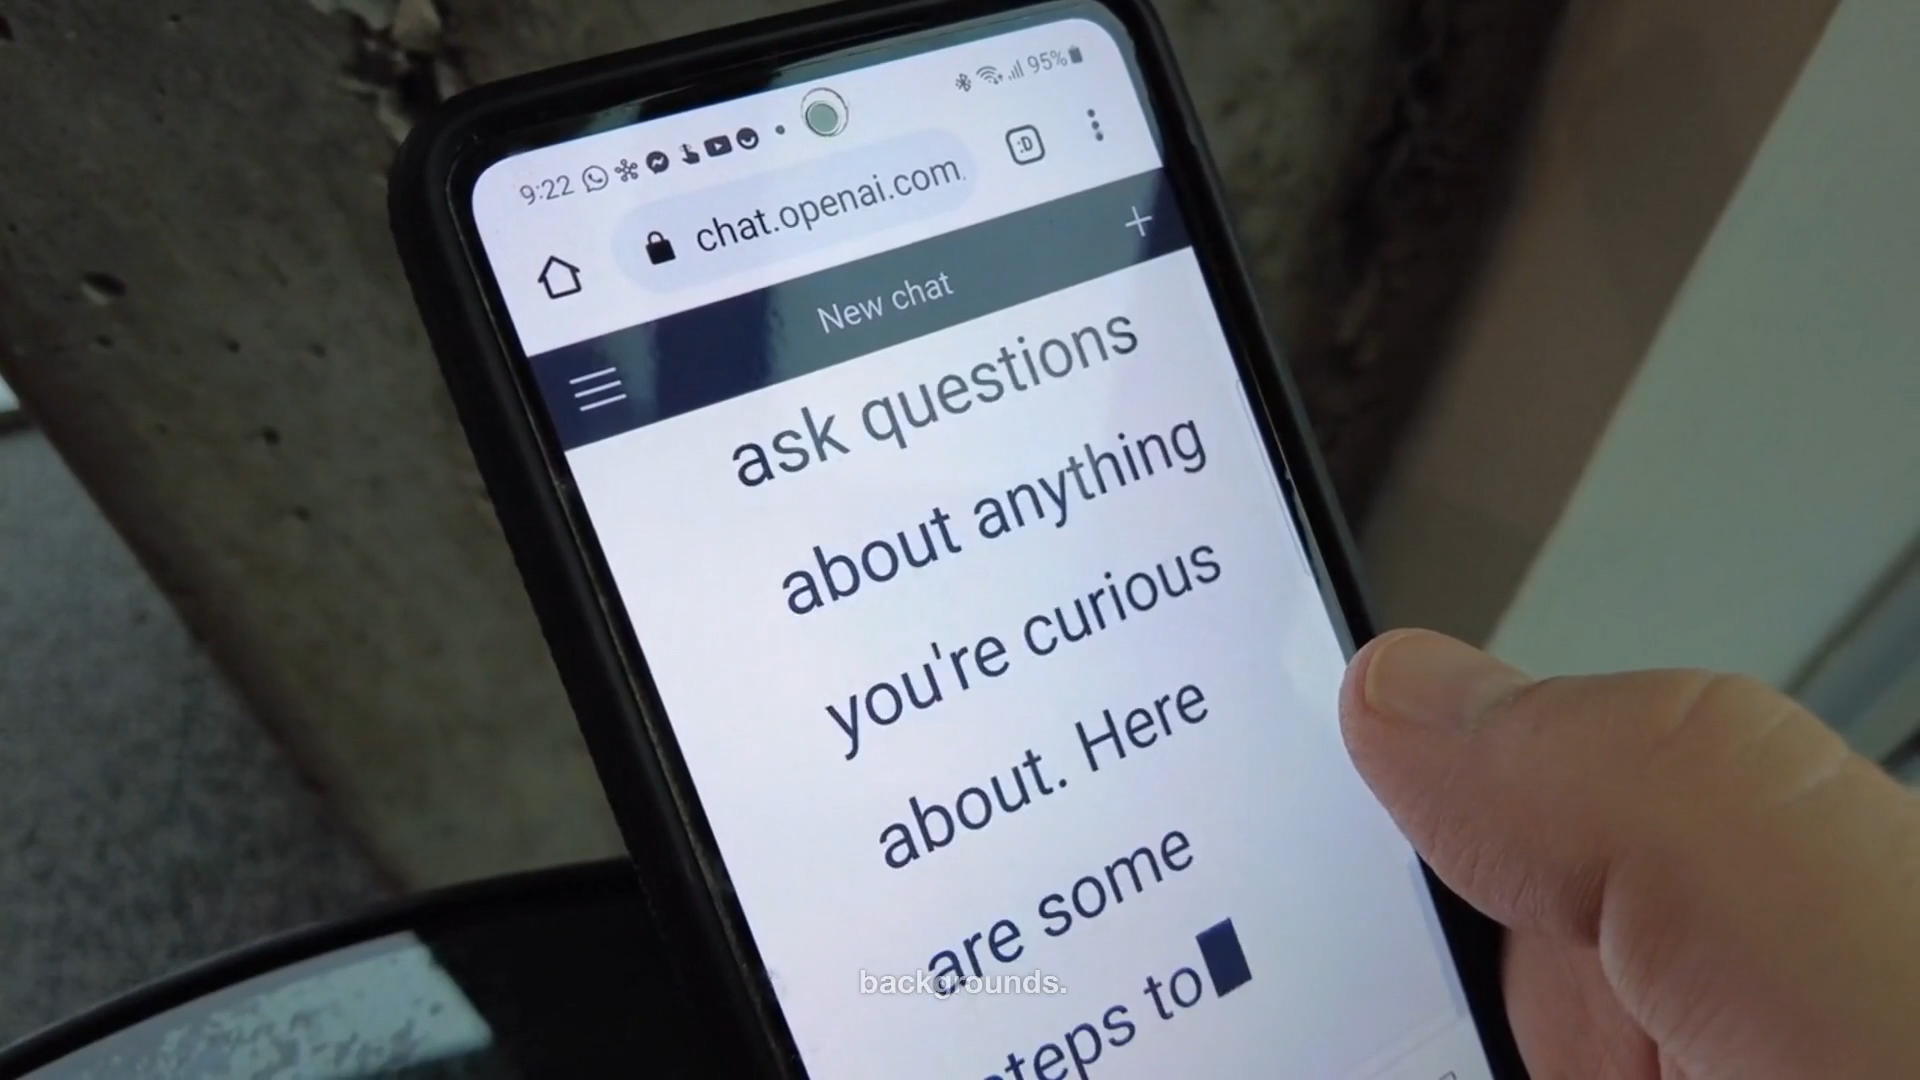 9:22
95%
chat.openai.com
:D
New chat
ask questions
about anything
you're curious
about. Here
are some
backgrounds.
steps to